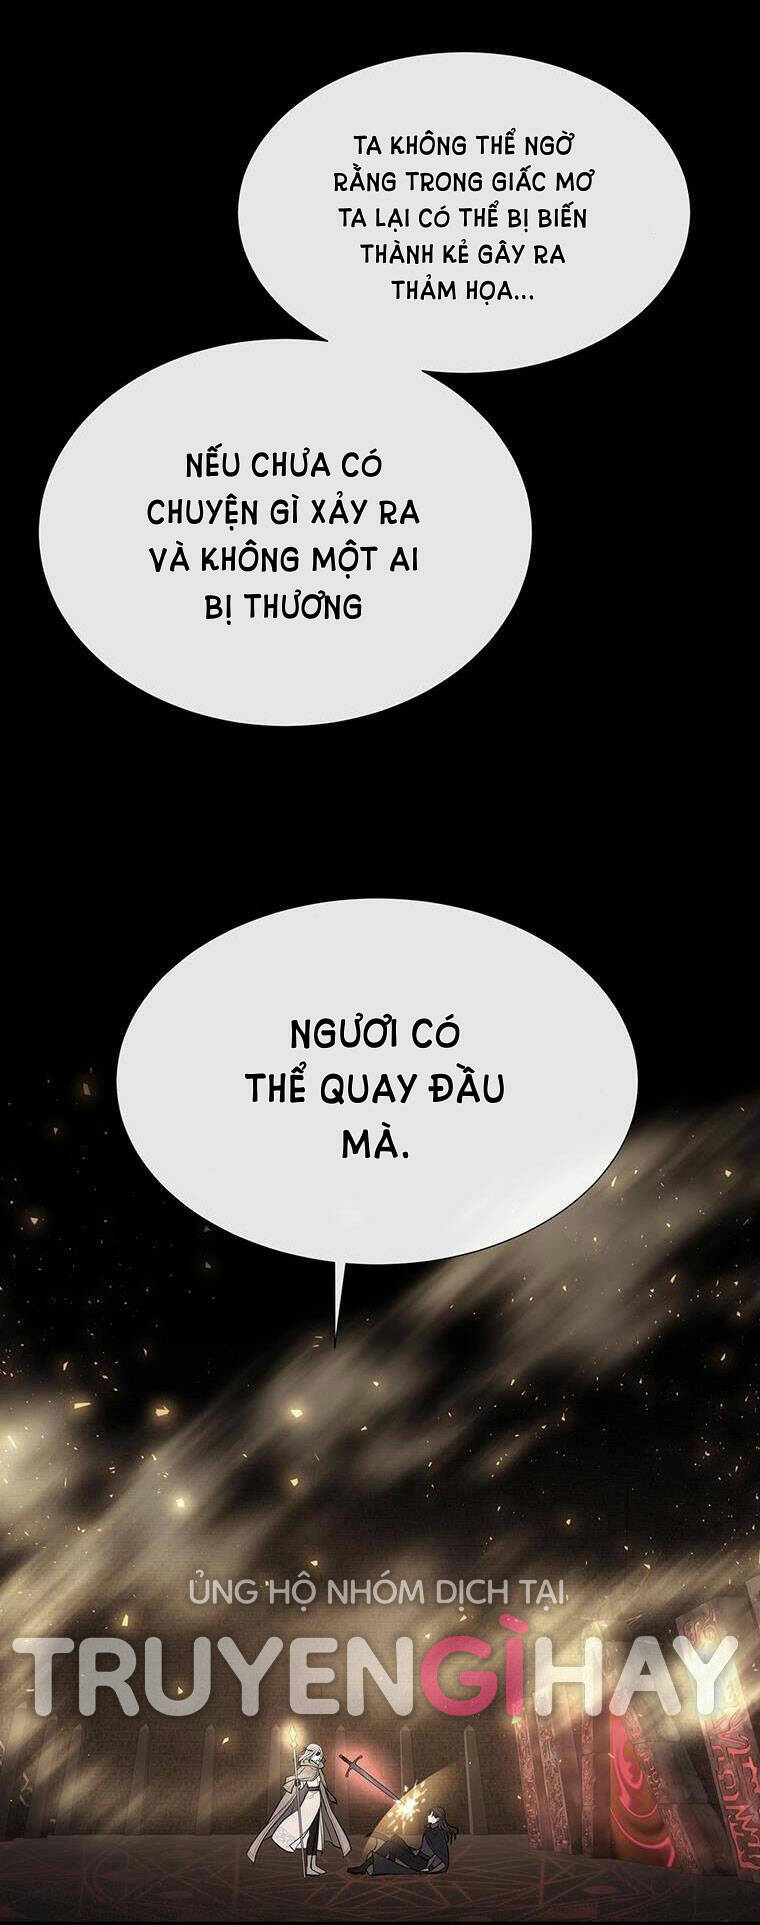 TA KHÔNG THỂ NGỜ
RẰNG TRONG GIẤC MƠ
TA LẠI CÓ THỂ BỊ BIẾN
THÀNH KẺ GÂY RA
THẢM HỌA...
NẾU CHƯA CÓ
CHUYỆN GÌ XẢY RA
VÀ KHÔNG MỘT AI
BỊ THƯƠNG
NGƯƠI CÓ
THỂ QUAY ĐẦU
MÀ.
ỦNG HỘ NHÓM DỊCH TẠI
TRUYENGÌHAY